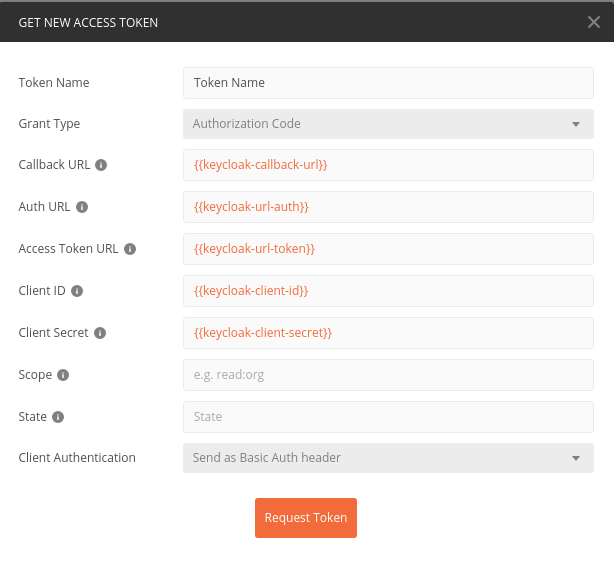 GET NEW ACCESS TOKEN
Token Name Token Name
Grant Type Authorization Code
Callback URL {{keycloak-callback-url}}
Auth URL {{keycloak-url-auth}}
Access Token URL {{keycloak-url-token}}
Client ID {{keycloak-client-id}}
Client Secret {{keycloak-client-secret}}
Scope e.g. read:org
State State
Client Authentication Send as Basic Auth header
Request Token